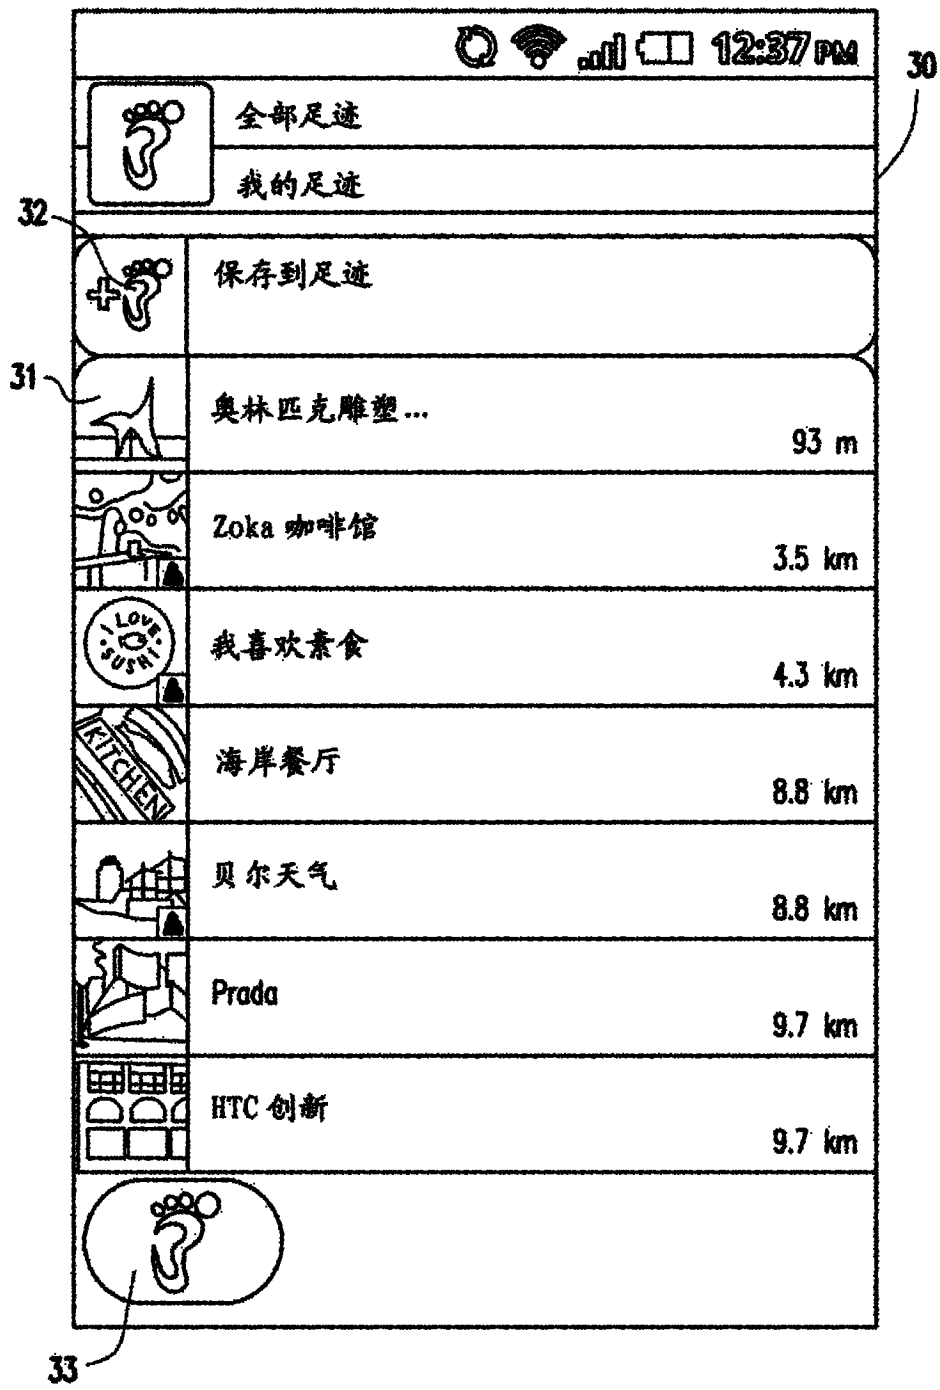 12:37 PM
30
全部足迹
我的足迹
32
保存到足迹
31
奥林匹克雕塑...
93 m
Zoka 咖啡馆
3.5 km
I LOVE SUSHI
我喜欢素食
4.3 km
KITCHEN
海岸餐厅
8.8 km
贝尔天气
8.8 km
Prada
9.7 km
HTC 创新
9.7 km
33